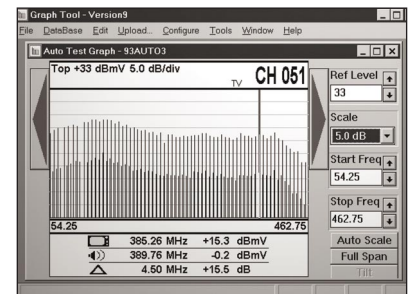 Graph Tool - Version9
File DataBase Edit Upload... Configure Tools Window Help
Auto Test Graph - 93AUTO3
Top +33 dBmV 5.0 dB/div TV CH 051
54.25 462.75
385.26 MHz +15.3 dBmV
389.76 MHz -0.2 dBmV
4.50 MHz +15.5 dB
Ref Level
33
Scale
5.0 dB
Start Freq
54.25
Stop Freq
462.75
Auto Scale
Full Span
Tilt